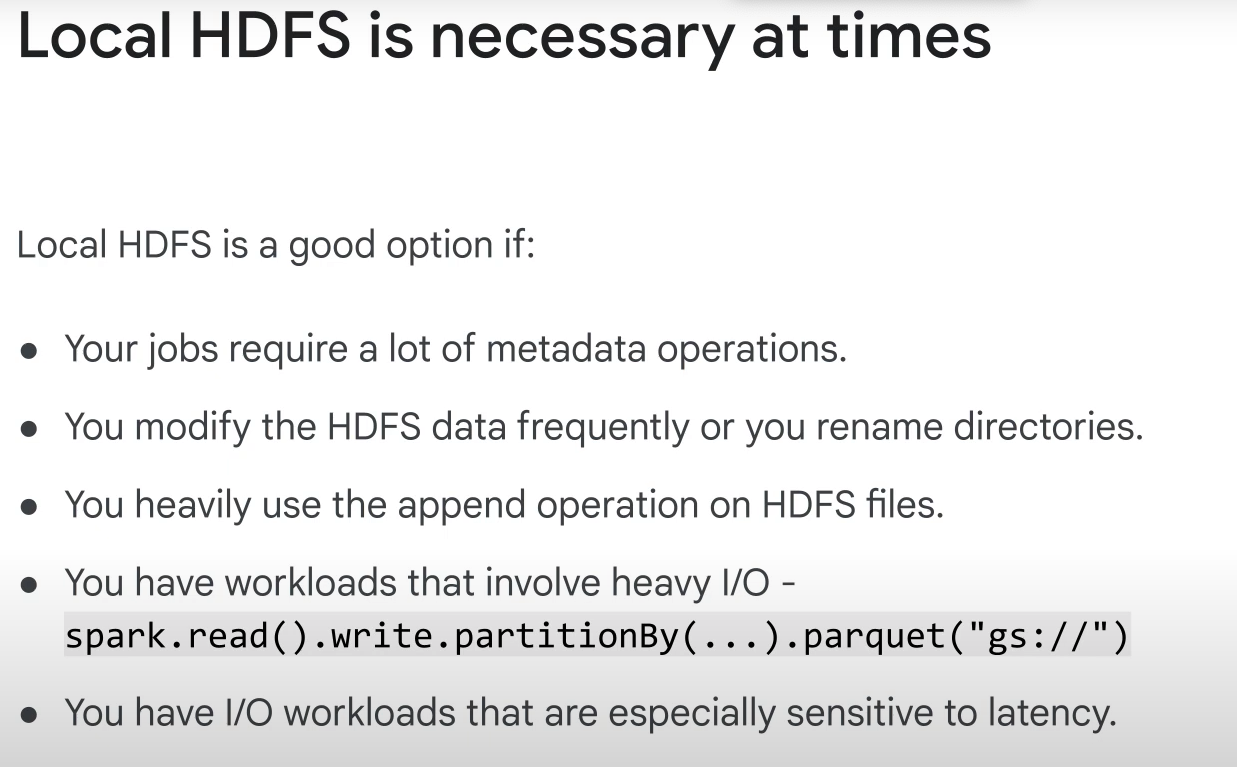 Local HDFS is necessary at times
Local HDFS is a good option if:
● Your jobs require a lot of metadata operations.
● You modify the HDFS data frequently or you rename directories.
● You heavily use the append operation on HDFS files.
● You have workloads that involve heavy I/O -
spark.read().write.partitionBy(...).parquet("gs://")
● You have I/O workloads that are especially sensitive to latency.